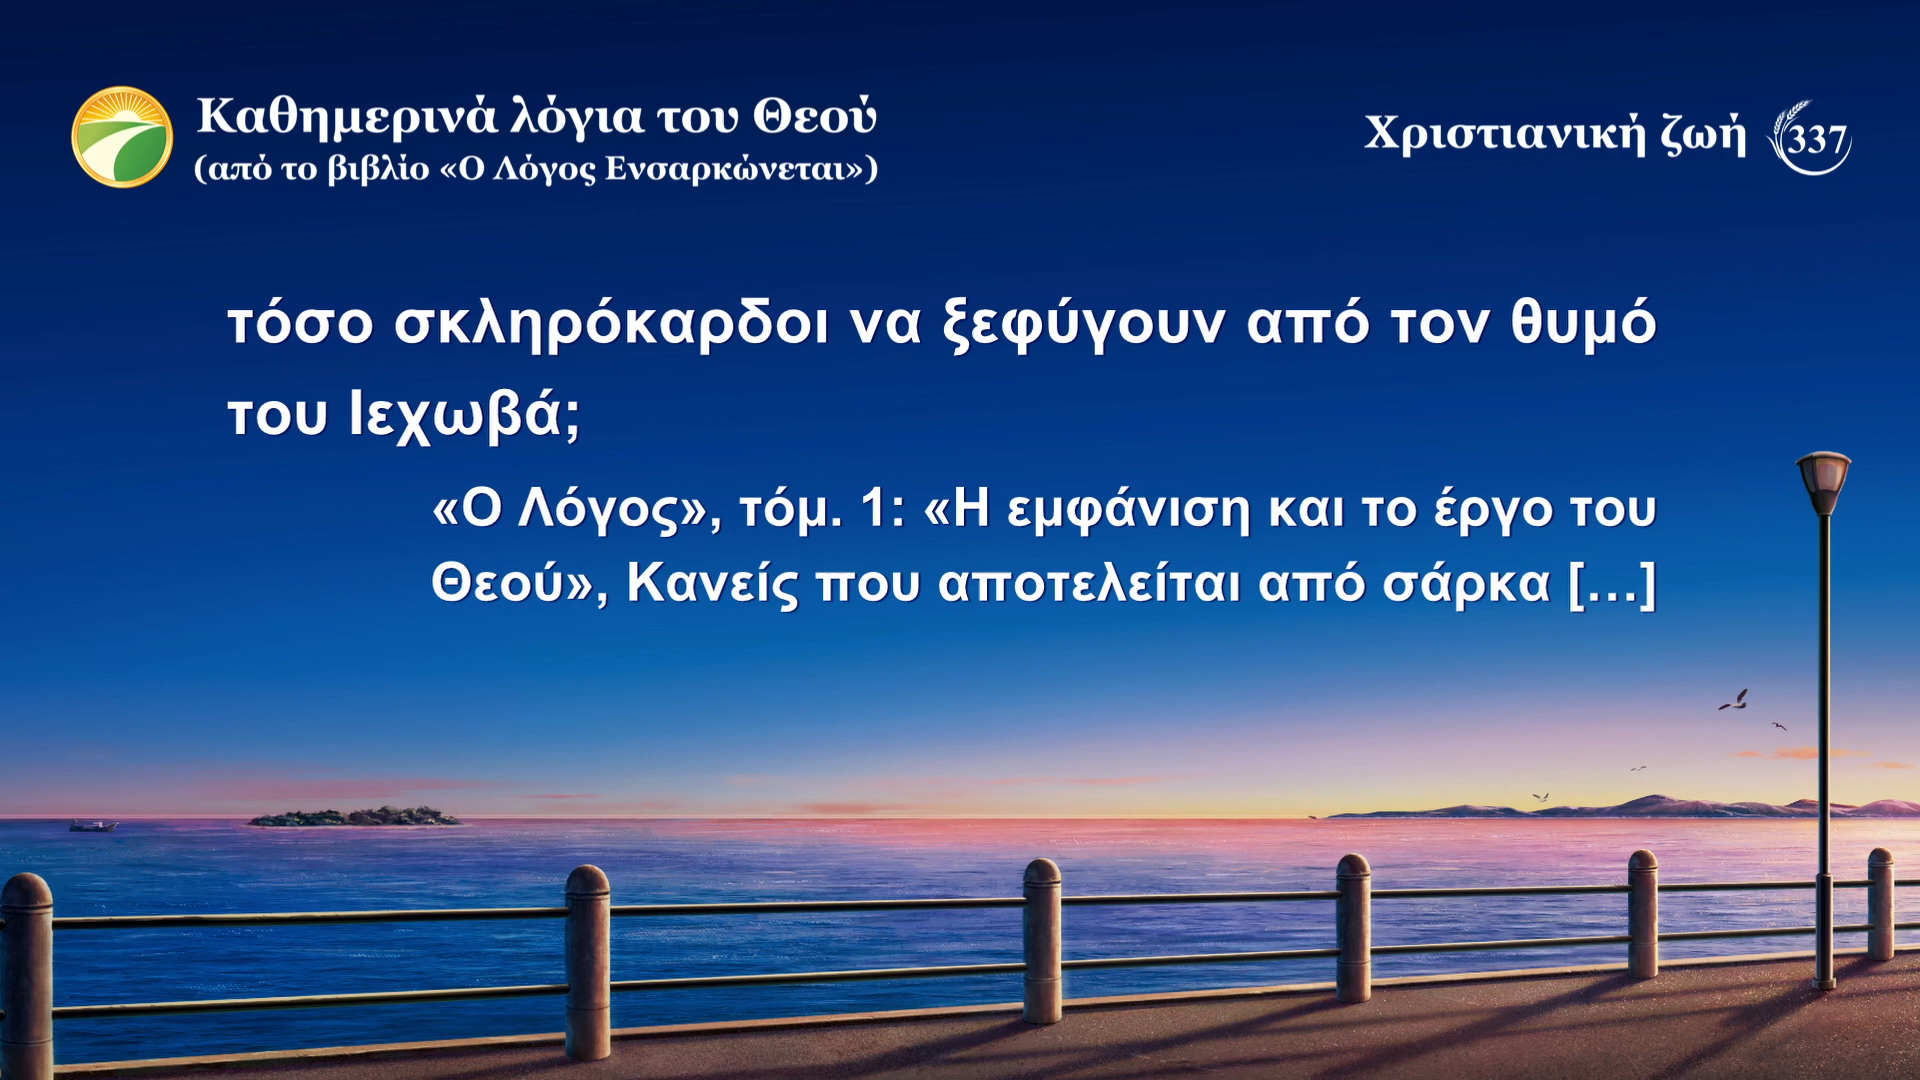 Καθημερινά λόγια του Θεού
(από το βιβλίο «Ο Λόγος Ενσαρκώνεται»)
Χριστιανική ζωή 337
τόσο σκληρόκαρδοι να ξεφύγουν από τον θυμό
του Ιεχωβά;
«Ο Λόγος», τόμ. 1: «Η εμφάνιση και το έργο του
Θεού», Κανείς που αποτελείται από σάρκα […]